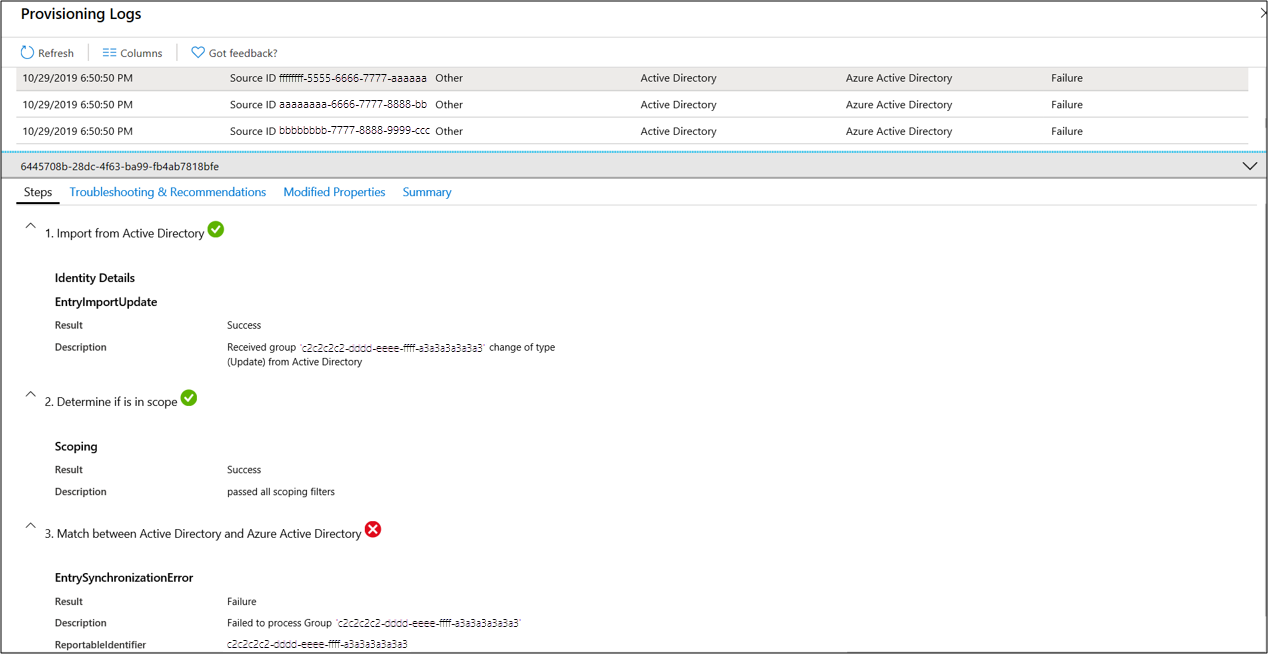 Provisioning Logs
Refresh Columns Got feedback?
10/29/2019 6:50:50 PM Source ID ffffffff-5555-6666-7777-aaaaaa Other Active Directory Azure Active Directory Failure
10/29/2019 6:50:50 PM Source ID aaaaaaaa-6666-7777-8888-bb Other Active Directory Azure Active Directory Failure
10/29/2019 6:50:50 PM Source ID bbbbbbbb-7777-8888-9999-ccc Other Active Directory Azure Active Directory Failure
6445708b-28dc-4f63-ba99-fb4ab7818bfe
Steps Troubleshooting & Recommendations Modified Properties Summary
1. Import from Active Directory
Identity Details
EntryImportUpdate
Result Success
Description Received group 'c2c2c2c2-dddd-eeee-ffff-a3a3a3a3a3a3' change of type
(Update) from Active Directory
2. Determine if is in scope
Scoping
Result Success
Description passed all scoping filters
3. Match between Active Directory and Azure Active Directory
EntrySynchronizationError
Result Failure
Description Failed to process Group 'c2c2c2c2-dddd-eeee-ffff-a3a3a3a3a3a3'
ReportableIdentifier c2c2c2c2-dddd-eeee-ffff-a3a3a3a3a3a3